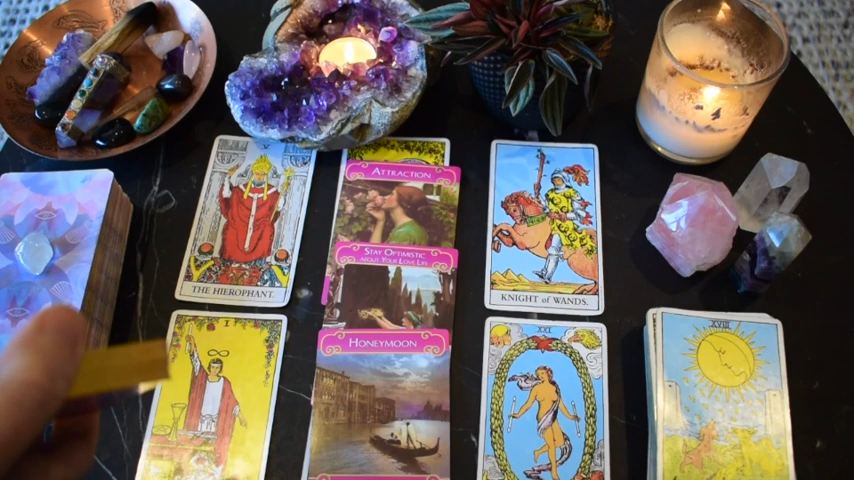 V
THE HIEROPHANT.
ATTRACTION
STAY OPTIMISTIC
ABOUT YOUR LOVE LIFE
HONEYMOON
KNIGHT of WANDS.
I
XXI
XVIII